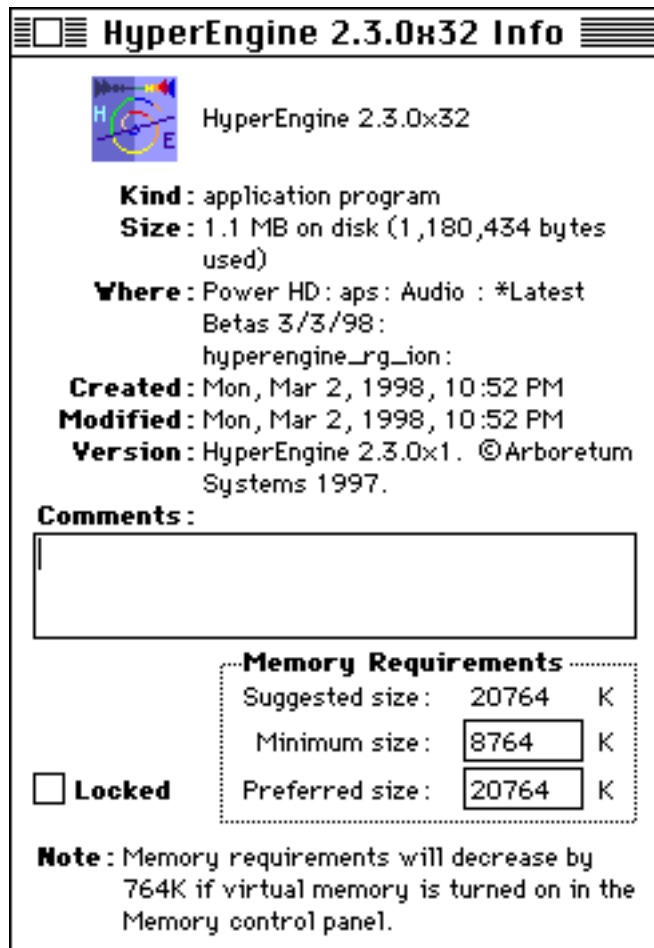 HyperEngine 2.3.0x32 Info
H
E
HyperEngine 2.3.0x32
Kind: application program
Size: 1.1 MB on disk (1,180,434 bytes
used)
Where: Power HD: aps: Audio : *Latest
Betas 3/3/98:
hyperengine_rg_ion:
Created: Mon, Mar 2, 1998, 10:52 PM
Modified: Mon, Mar 2, 1998, 10:52 PM
Version: HyperEngine 2.3.0x1. ©Arboretum
Systems 1997.
Comments:
Memory Requirements
Suggested size: 20764 K
Minimum size: 8764 K
Locked
Preferred size: 20764 K
Note: Memory requirements will decrease by
764K if virtual memory is turned on in the
Memory control panel.